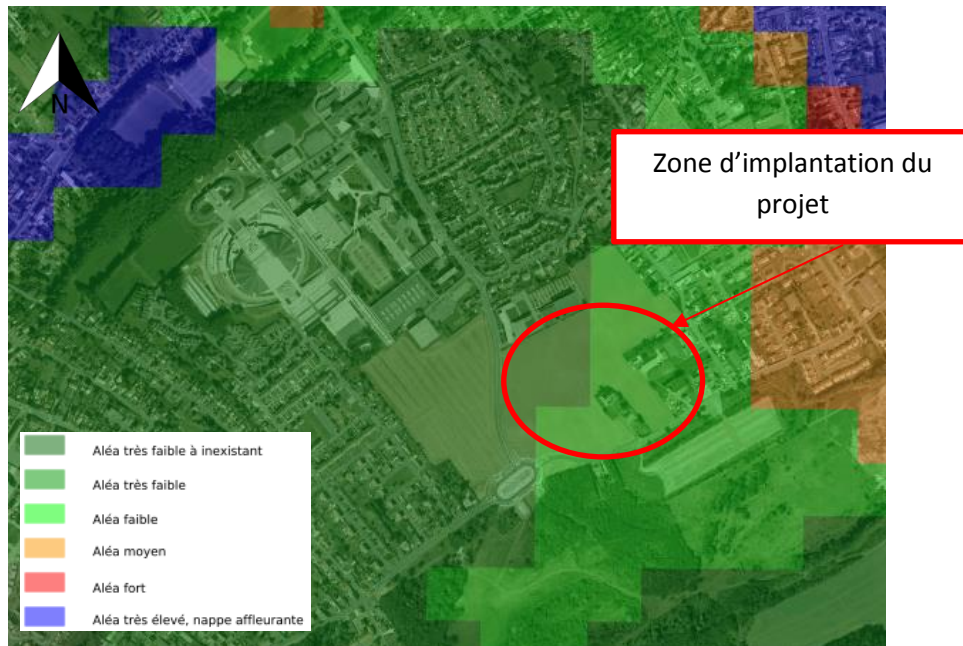 N
Zone d’implantation du
projet
Aléa très faible à inexistant
Aléa très faible
Aléa faible
Aléa moyen
Aléa fort
Aléa très élevé, nappe affleurante